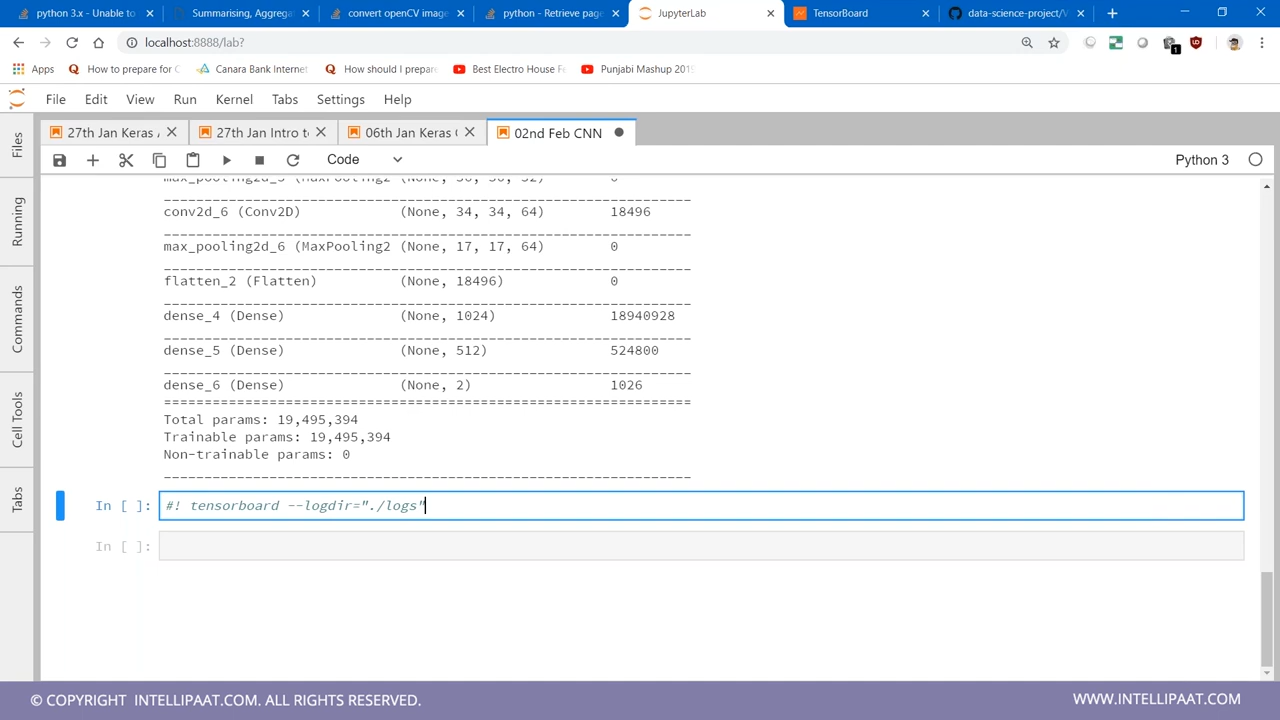 python 3.x - Unable to
Summarising, Aggrega
convert openCV image
python - Retrieve page
JupyterLab
TensorBoard
data-science-project/V
localhost:8888/lab?
Apps
How to prepare for C
Canara Bank Internet
How should I prepare
Best Electro House Fe
Punjabi Mashup 2019
File Edit View Run Kernel Tabs Settings Help
27th Jan Keras
27th Jan Intro t
06th Jan Keras
02nd Feb CNN
Code
Python 3
Files
Running
Commands
Cell Tools
Tabs
conv2d_6 (Conv2D) (None, 34, 34, 64) 18496
max_pooling2d_6 (MaxPooling2 (None, 17, 17, 64) 0
flatten_2 (Flatten) (None, 18496) 0
dense_4 (Dense) (None, 1024) 18940928
dense_5 (Dense) (None, 512) 524800
dense_6 (Dense) (None, 2) 1026
Total params: 19,495,394
Trainable params: 19,495,394
Non-trainable params: 0
In [ ]: #! tensorboard --logdir="./logs"
In [ ]:
© COPYRIGHT INTELLIPAAT.COM. ALL RIGHTS RESERVED.
WWW.INTELLIPAAT.COM